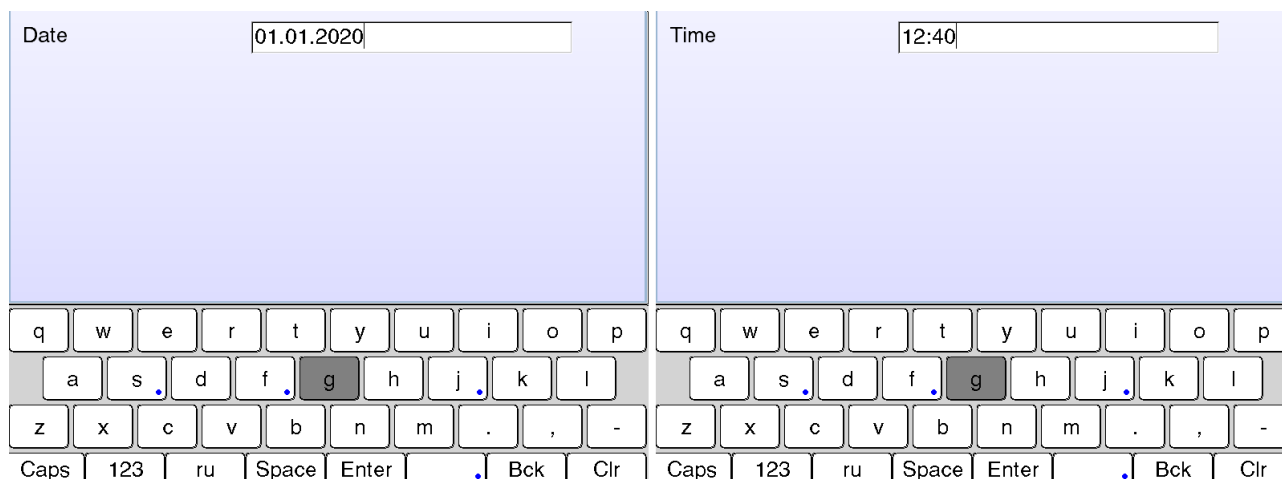 Date 01.01.2020
q w e r t y u i o p
a s d f g h j k l
z x c v b n m . , -
Caps 123 ru Space Enter Bck Clr
Time 12:40
q w e r t y u i o p
a s d f g h j k l
z x c v b n m . , -
Caps 123 ru Space Enter Bck Clr